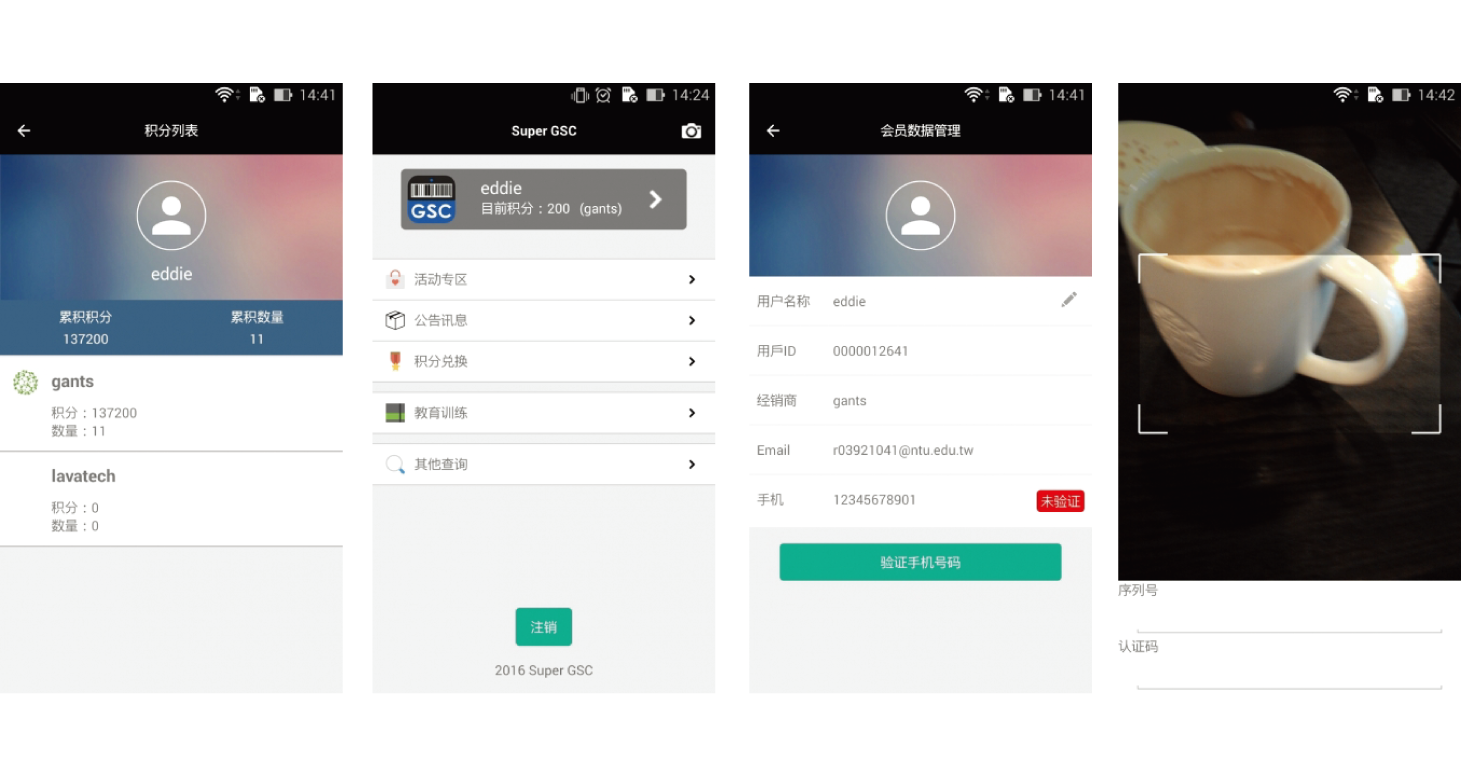 14:41
积分列表
eddie
累积积分 累积数量
137200 11
gants
积分：137200
数量：11
lavatech
积分：0
数量：0
14:24
Super GSC
GSC
eddie
目前积分：200 (gants)
活动专区
公告讯息
积分兑换
教育训练
其他查询
注销
2016 Super GSC
14:41
会员数据管理
用户名称 eddie
用戶ID 0000012641
经销商 gants
Email r03921041@ntu.edu.tw
手机 12345678901 未验证
验证手机号码
14:42
序列号
认证码